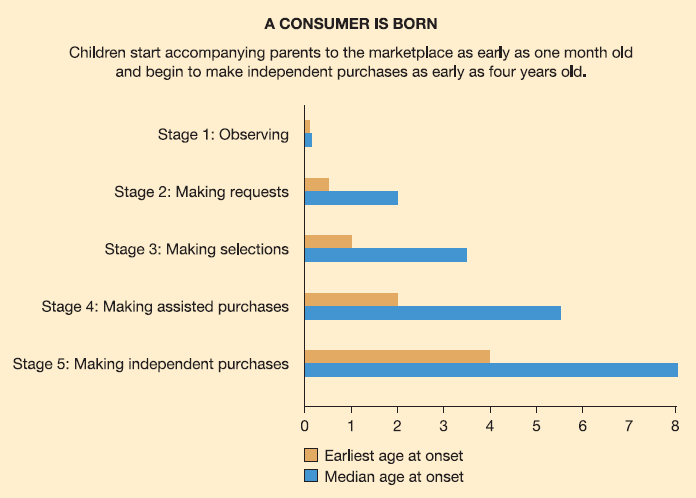 A CONSUMER IS BORN
Children start accompanying parents to the marketplace as early as one month old
and begin to make independent purchases as early as four years old.
Stage 1: Observing
Stage 2: Making requests
Stage 3: Making selections
Stage 4: Making assisted purchases
Stage 5: Making independent purchases
0 1 2 3 4 5 6 7 8
Earliest age at onset
Median age at onset